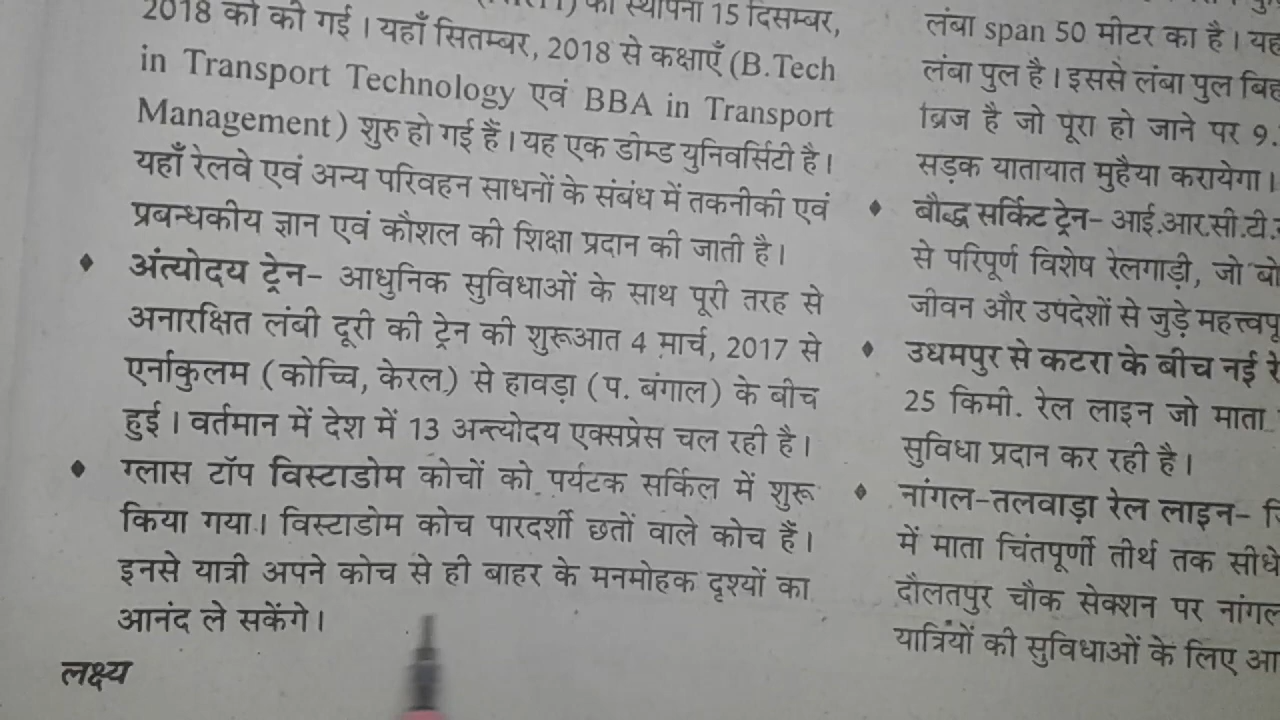 की स्थापना 15 दिसम्बर,
2018 को की गई। यहाँ सितम्बर, 2018 से कक्षाएँ (B.Tech
in Transport Technology एवं BBA in Transport
Management) शुरु हो गई हैं। यह एक डीम्ड युनिवर्सिटी है।
यहाँ रेलवे एवं अन्य परिवहन साधनों के संबंध में तकनीकी एवं
प्रबन्धकीय ज्ञान एवं कौशल की शिक्षा प्रदान की जाती है।
♦ अंत्योदय ट्रेन– आधुनिक सुविधाओं के साथ पूरी तरह से
अनारक्षित लंबी दूरी की ट्रेन की शुरूआत 4 मार्च, 2017 से
एर्नाकुलम (कोच्चि, केरल) से हावड़ा (प. बंगाल) के बीच
हुई। वर्तमान में देश में 13 अन्त्योदय एक्सप्रेस चल रही है।
♦ ग्लास टॉप विस्टाडोम कोचों को पर्यटक सर्किल में शुरू
किया गया। विस्टाडोम कोच पारदर्शी छतों वाले कोच हैं।
इनसे यात्री अपने कोच से ही बाहर के मनमोहक दृश्यों का
आनंद ले सकेंगे।
लक्ष्य
लंबा span 50 मीटर का है। यह
लंबा पुल है। इससे लंबा पुल
ब्रिज है जो पूरा हो जाने पर 9.
सड़क यातायात मुहैया करायेगा।
♦ बौद्ध सर्किट ट्रेन– आई.आर.सी.टी.
से परिपूर्ण विशेष रेलगाड़ी, जो
जीवन और उपदेशों से जुड़े
♦ उधमपुर से कटरा के बीच नई
25 किमी. रेल लाइन जो माता
सुविधा प्रदान कर रही है।
♦ नांगल–तलवाड़ा रेल लाइन–
में माता चिंतपूर्णी तीर्थ तक सीधे
दौलतपुर चौक सेक्शन पर नांगल
यात्रियों की सुविधाओं के लिए